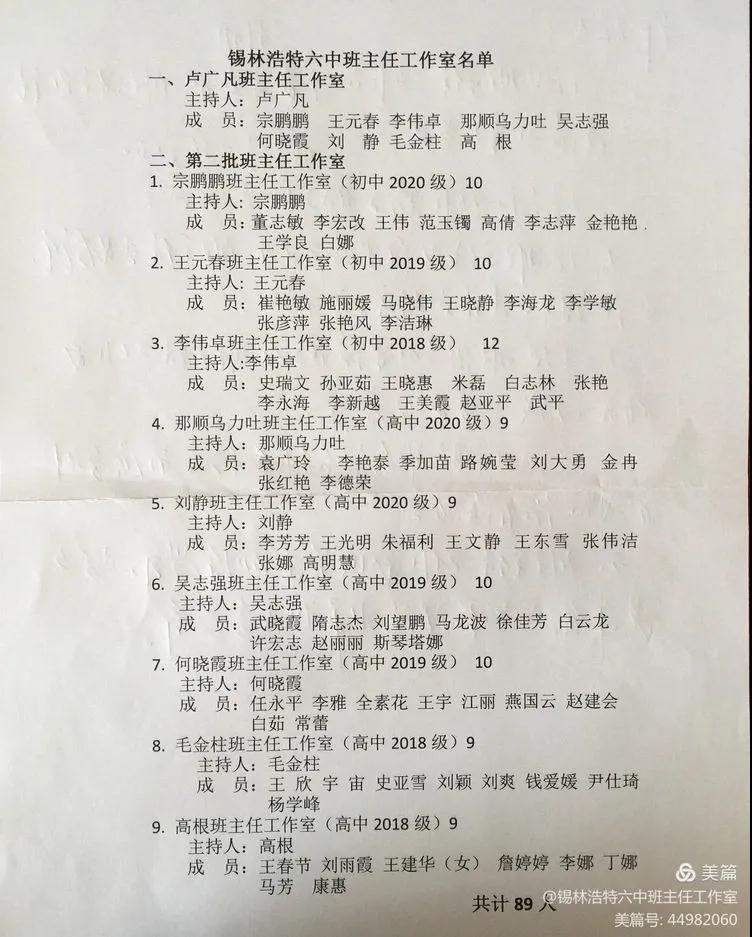 锡林浩特六中班主任工作室名单
一、卢广凡班主任工作室
主持人：卢广凡
成 员：宗鹏鹏 王元春 李伟卓 那顺乌力吐 吴志强
何晓霞 刘 静 毛金柱 高 根
二、第二批班主任工作室
1. 宗鹏鹏班主任工作室（初中 2020 级）10
主持人: 宗鹏鹏
成 员：董志敏 李宏改 王伟 范玉镯 高倩 李志萍 金艳艳
王学良 白娜
2. 王元春班主任工作室（初中 2019 级） 10
主持人: 王元春
成 员：崔艳敏 施丽媛 马晓伟 王晓静 李海龙 李学敏
张彦萍 张艳风 李洁琳
3. 李伟卓班主任工作室（初中 2018 级） 12
主持人:李伟卓
成 员：史瑞文 孙亚茹 王晓惠 米磊 白志林 张艳
李永海 李新越 王美霞 赵亚平 武平
4. 那顺乌力吐班主任工作室（高中 2020 级）9
主持人： 那顺乌力吐
成 员：袁广玲 李艳泰 季加苗 路婉莹 刘大勇 金冉
张红艳 李德荣
5. 刘静班主任工作室（高中 2020 级）9
主持人：刘静
成 员：李芳芳 王光明 朱福利 王文静 王东雪 张伟洁
张娜 高明慧
6. 吴志强班主任工作室（高中 2019 级） 10
主持人：吴志强
成 员：武晓霞 隋志杰 刘望鹏 马龙波 徐佳芳 白云龙
许宏志 赵丽丽 斯琴塔娜
7. 何晓霞班主任工作室（高中 2019 级） 10
主持人：何晓霞
成 员：任永平 李雅 全素花 王宇 江丽 燕国云 赵建会
白茹 常蕾
8. 毛金柱班主任工作室（高中 2018 级）9
主持人：毛金柱
成 员：王 欣 宇 宙 史亚雪 刘颖 刘爽 钱爱媛 尹仕琦
杨学峰
9. 高根班主任工作室（高中 2018 级）9
主持人：高根
成 员：王春节 刘雨霞 王建华（女） 詹婷婷 李娜 丁娜
马芳 康惠
共计 89 人
美篇
@锡林浩特六中班主任工作室
美篇号: 44982060